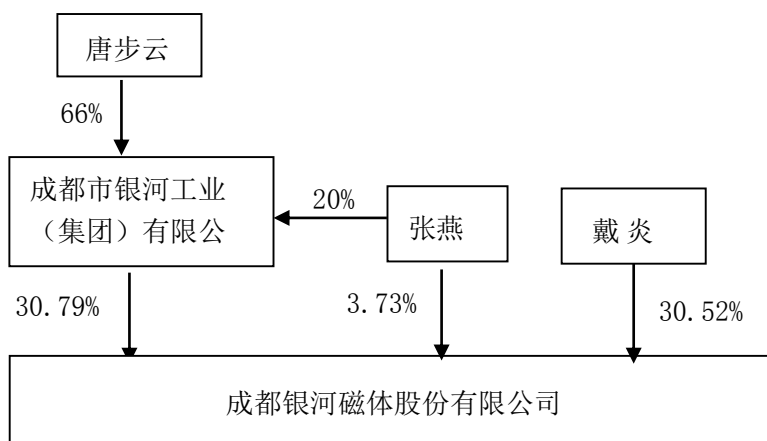 唐步云
66%
成都市银河工业
（集团）有限公
20%
张燕
戴 炎
30.79%
3.73%
30.52%
成都银河磁体股份有限公司